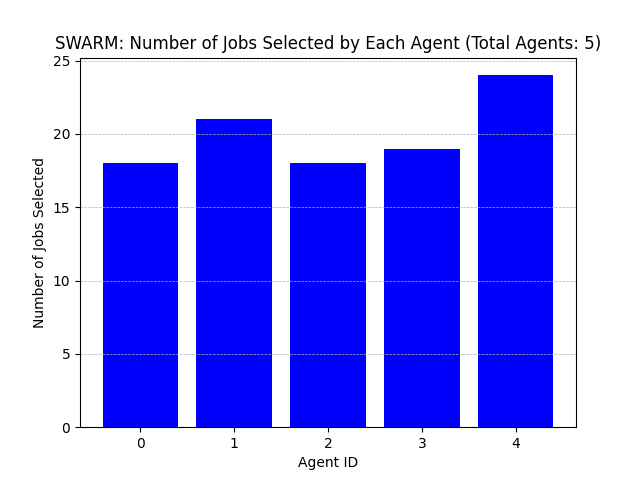 SWARM: Number of Jobs Selected by Each Agent (Total Agents: 5)
25
20
15
10
5
0
Number of Jobs Selected
0 1 2 3 4
Agent ID